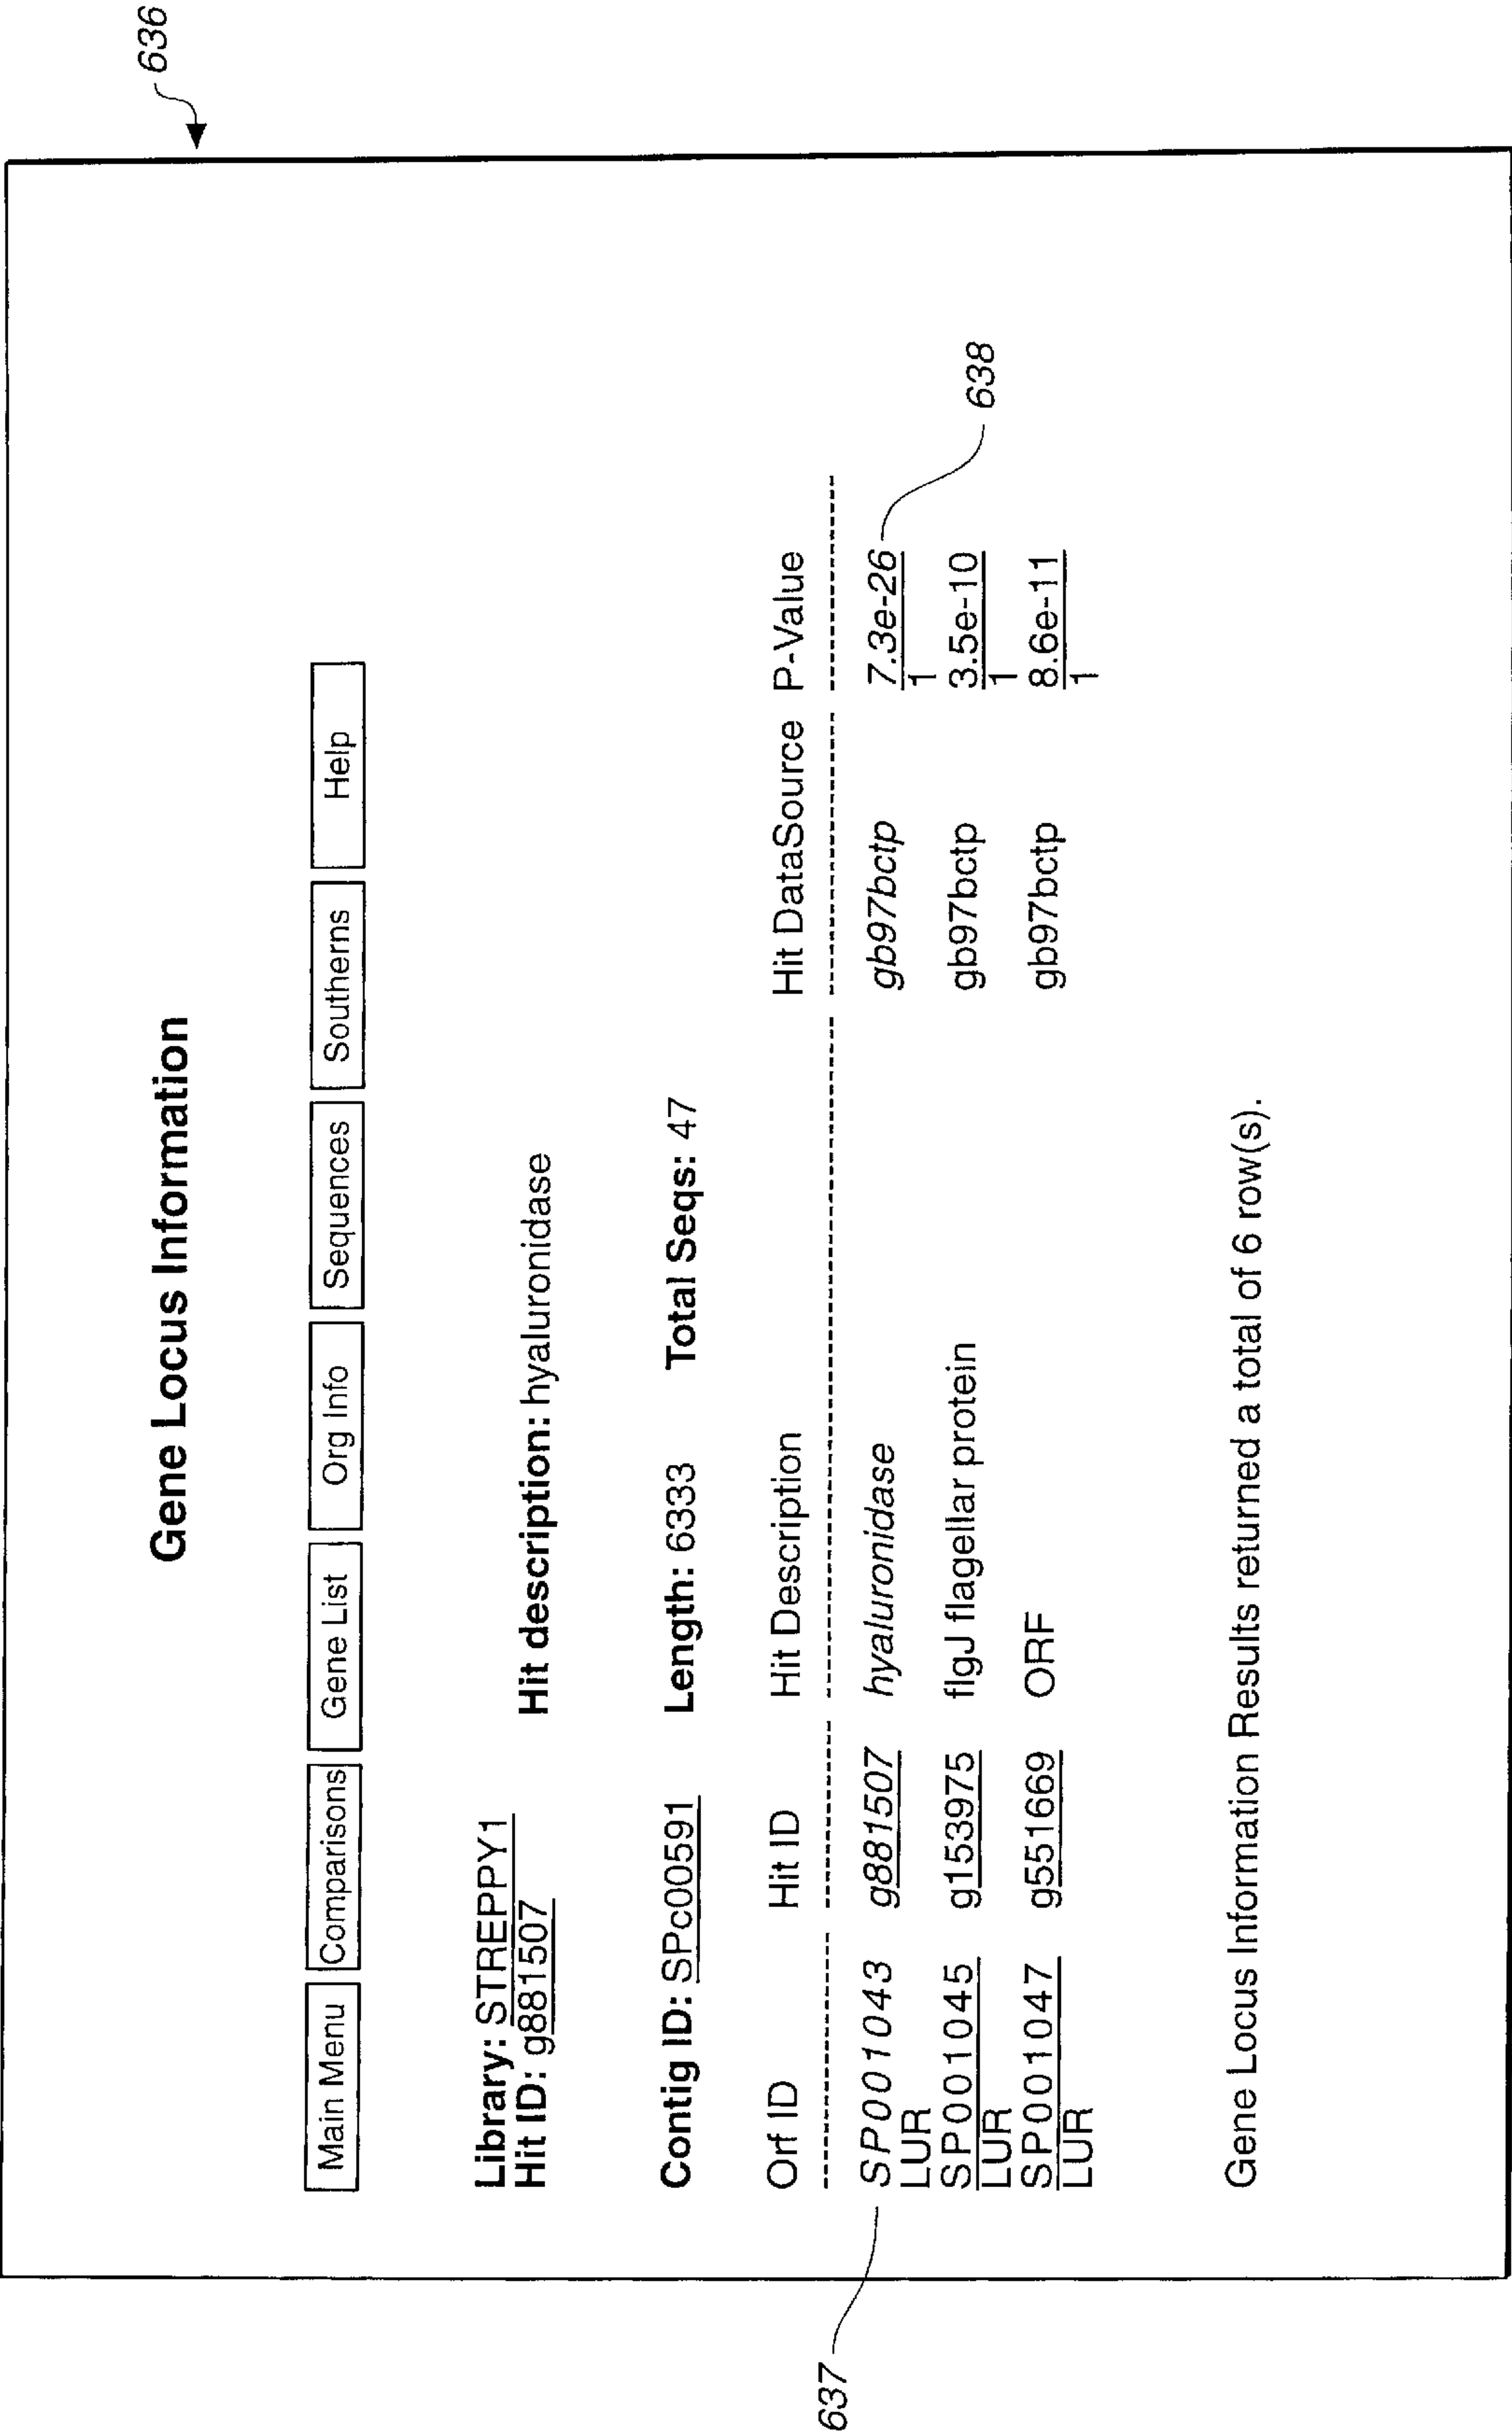 636
Gene Locus Information
Main Menu Comparisons Gene List Org Info Sequences Southerns Help
Library: STREPPY1
Hit ID: g881507 Hit description: hyaluronidase
Contig ID: SPc00591 Length: 6333 Total Seqs: 47
Orf ID Hit ID Hit Description Hit DataSource P-Value
637 SP001043 g881507 hyaluronidase gb97bctp 7.3e-26 638
LUR 1
SP001045 g153975 flgJ flagellar protein gb97bctp 3.5e-10
LUR 1
SP001047 g551669 ORF gb97bctp 8.6e-11
LUR 1
Gene Locus Information Results returned a total of 6 row(s).